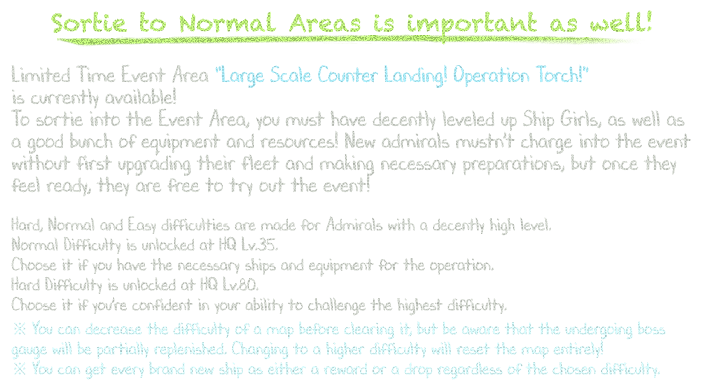 Sortie to Normal Areas is important as well!
Limited Time Event Area "Large Scale Counter Landing! Operation Torch!"
is currently available!
To sortie into the Event Area, you must have decently leveled up Ship Girls, as well as
a good bunch of equipment and resources! New admirals mustn't charge into the event
without first upgrading their fleet and making necessary preparations, but once they
feel ready, they are free to try out the event!
Hard, Normal and Easy difficulties are made for Admirals with a decently high level.
Normal Difficulty is unlocked at HQ Lv.35.
Choose it if you have the necessary ships and equipment for the operation.
Hard Difficulty is unlocked at HQ Lv.80.
Choose it if you're confident in your ability to challenge the highest difficulty.
※ You can decrease the difficulty of a map before clearing it, but be aware that the undergoing boss
gauge will be partially replenished. Changing to a higher difficulty will reset the map entirely!
※ You can get every brand new ship as either a reward or a drop regardless of the chosen difficulty.